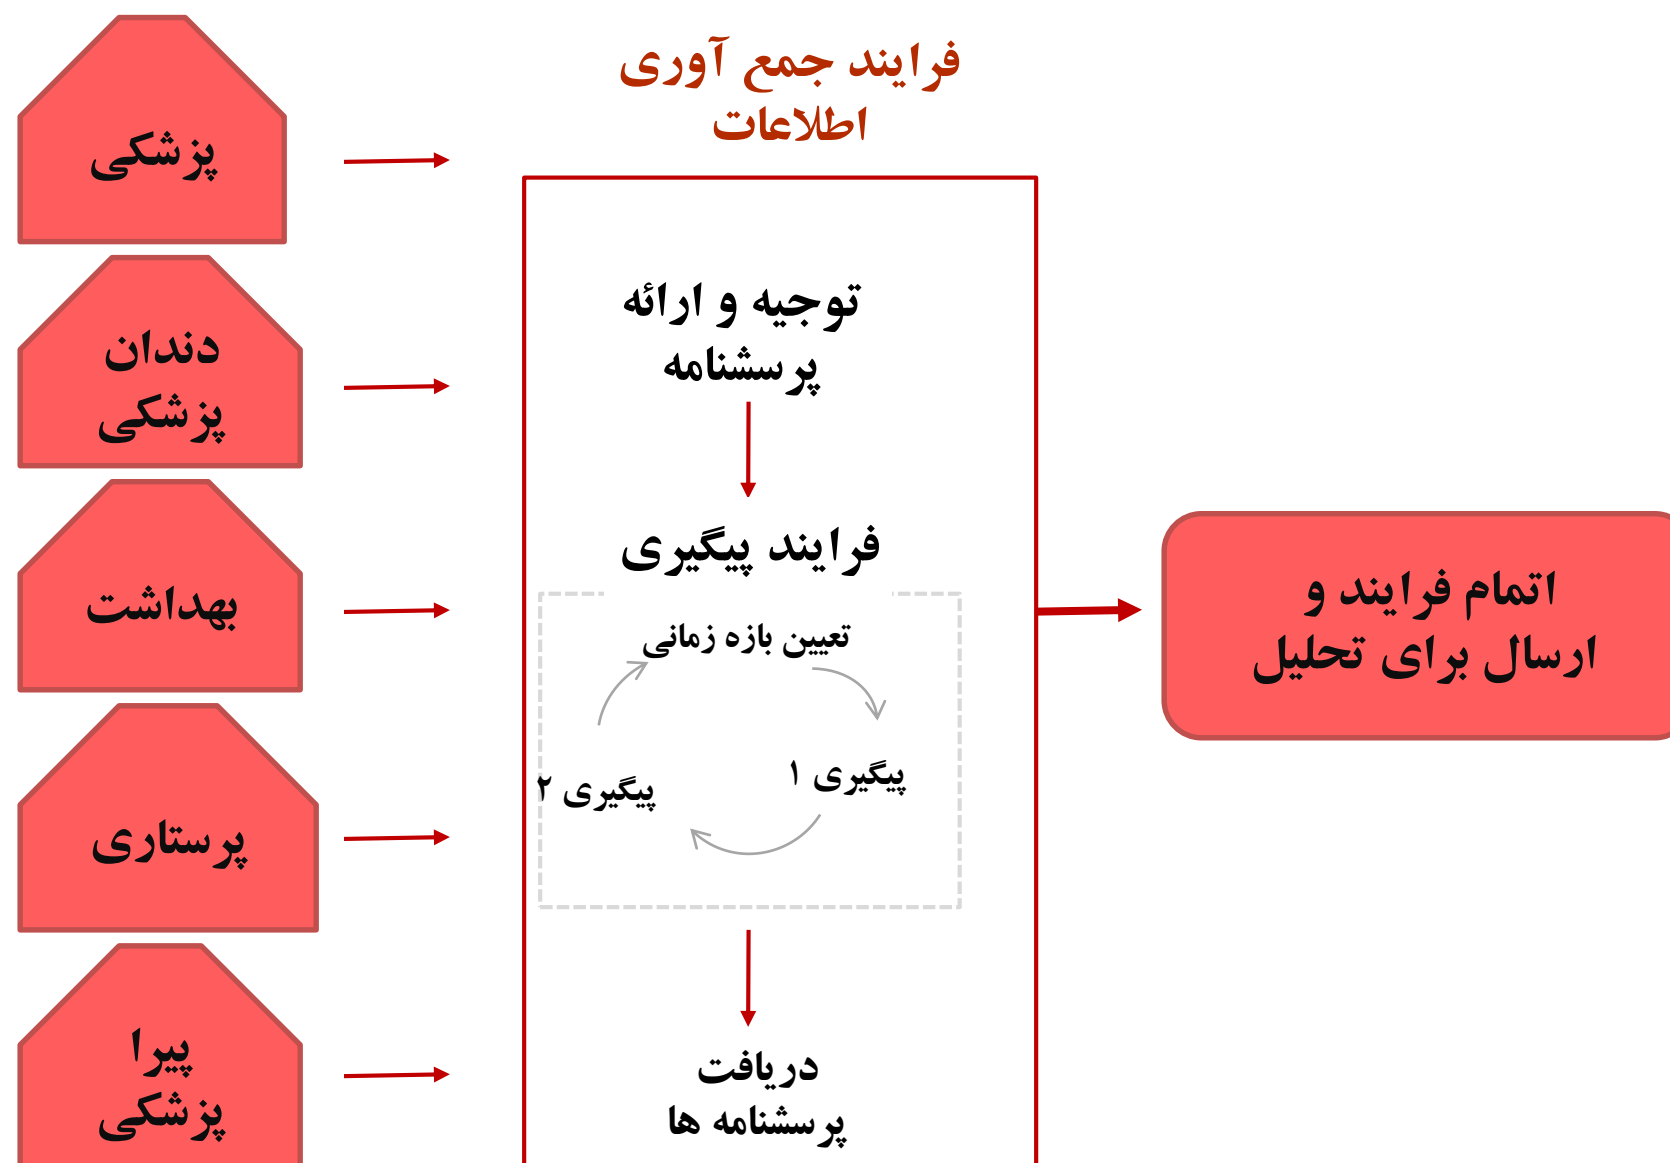 فرایند جمع آوری
اطلاعات
پزشکی
دندان
پزشکی
بهداشت
پرستاری
پیرا
پزشکی
توجیه و ارائه
پرسشنامه
فرایند پیگیری
تعیین بازه زمانی
پیگیری ۱
پیگیری ۲
دریافت
پرسشنامه ها
اتمام فرایند و
ارسال برای تحلیل